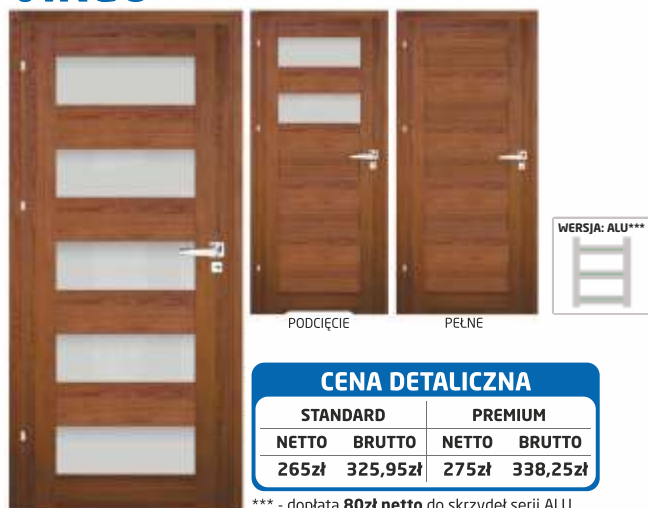 WERSJA: ALU***
PODCIĘCIE
PEŁNE
CENA DETALICZNA
STANDARD PREMIUM
NETTO BRUTTO NETTO BRUTTO
265zł 325,95zł 275zł 338,25zł
*** - dopłata 80zł netto do skrzydeł serii ALU